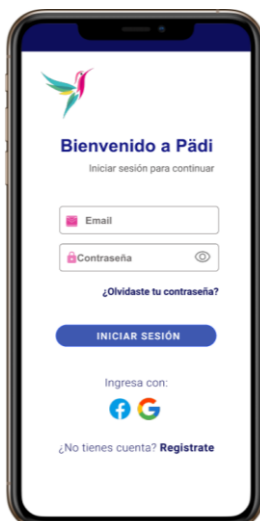 Bienvenido a Pädi
Iniciar sesión para continuar
Email
Contraseña
¿Olvidaste tu contraseña?
INICIAR SESIÓN
Ingresa con:
¿No tienes cuenta? Registrate